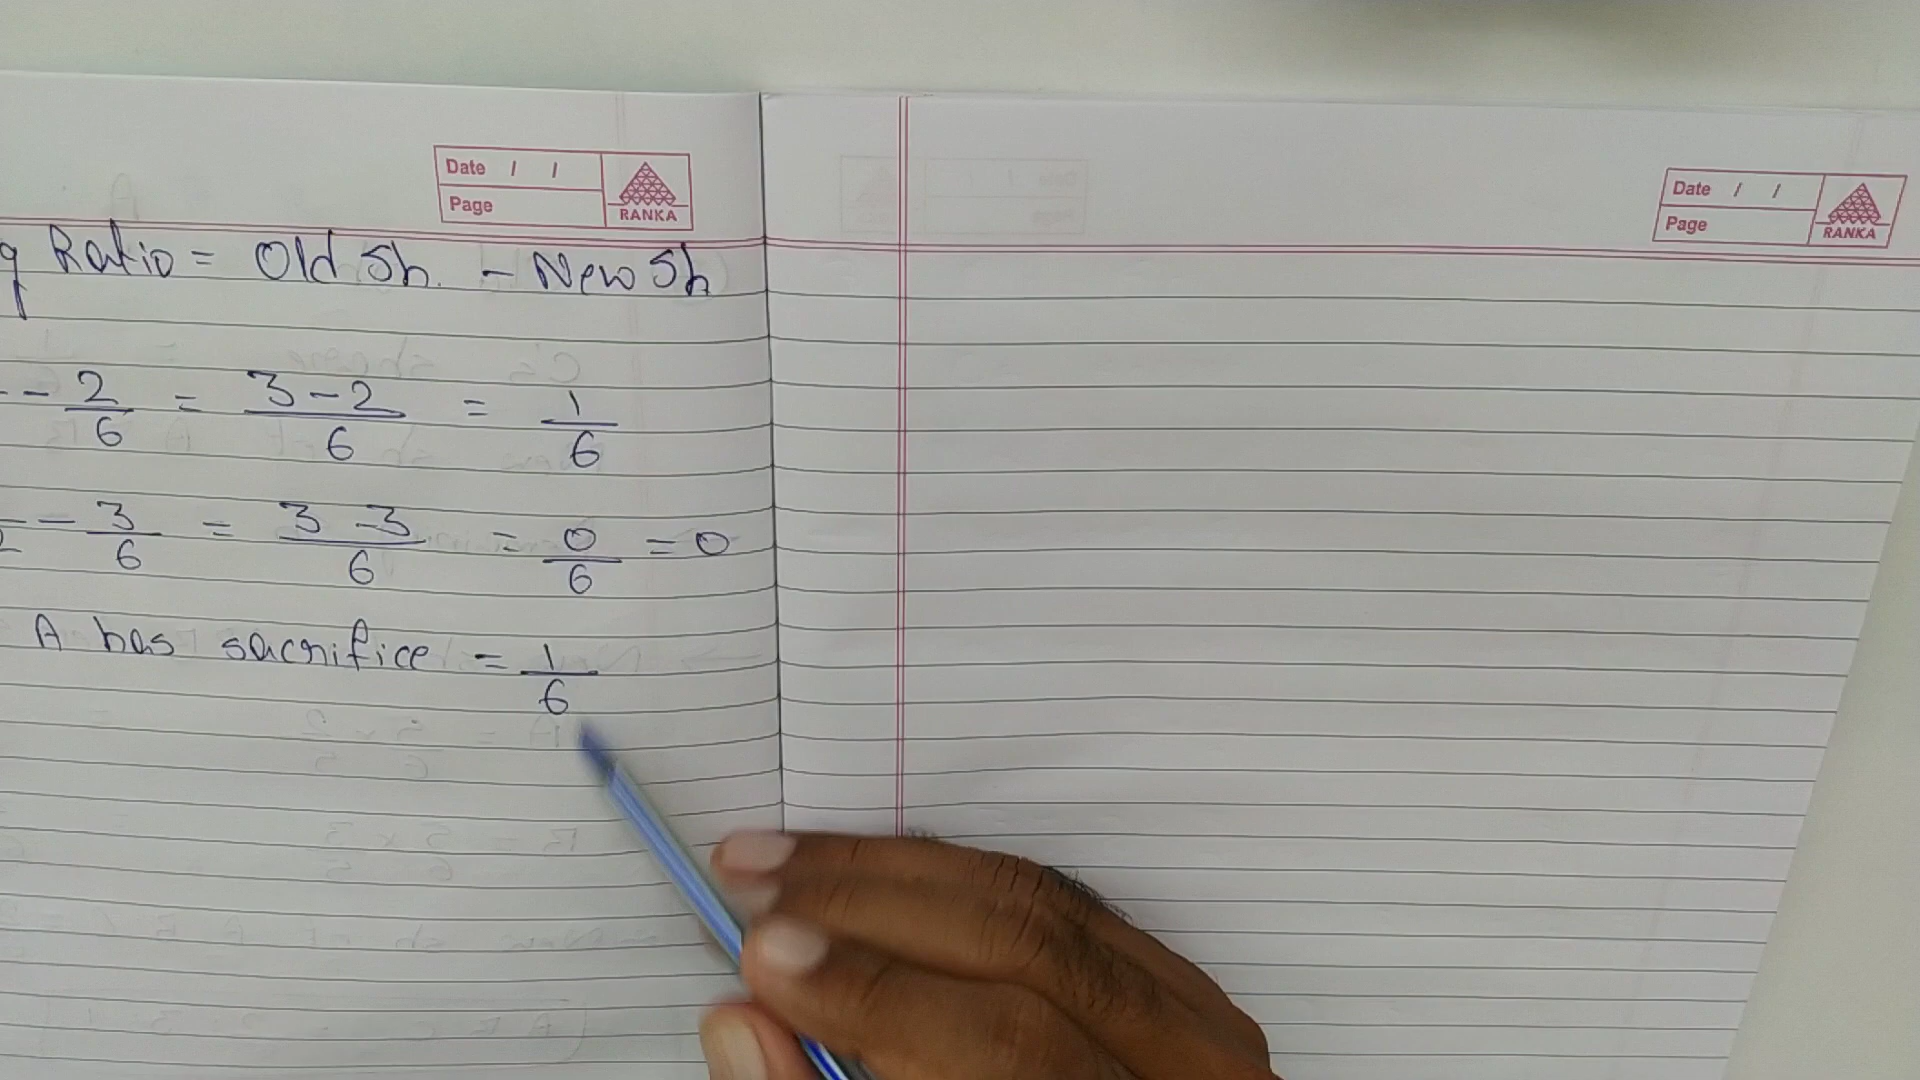 Date / /
Page
RANKA
Date / /
Page
RANKA
g Ratio = Old Sh. - New Sh
- 2/6 = 3-2/6 = 1/6
- 3/6 = 3-3/6 = 0/6 = 0
A has sacrifice = 1/6